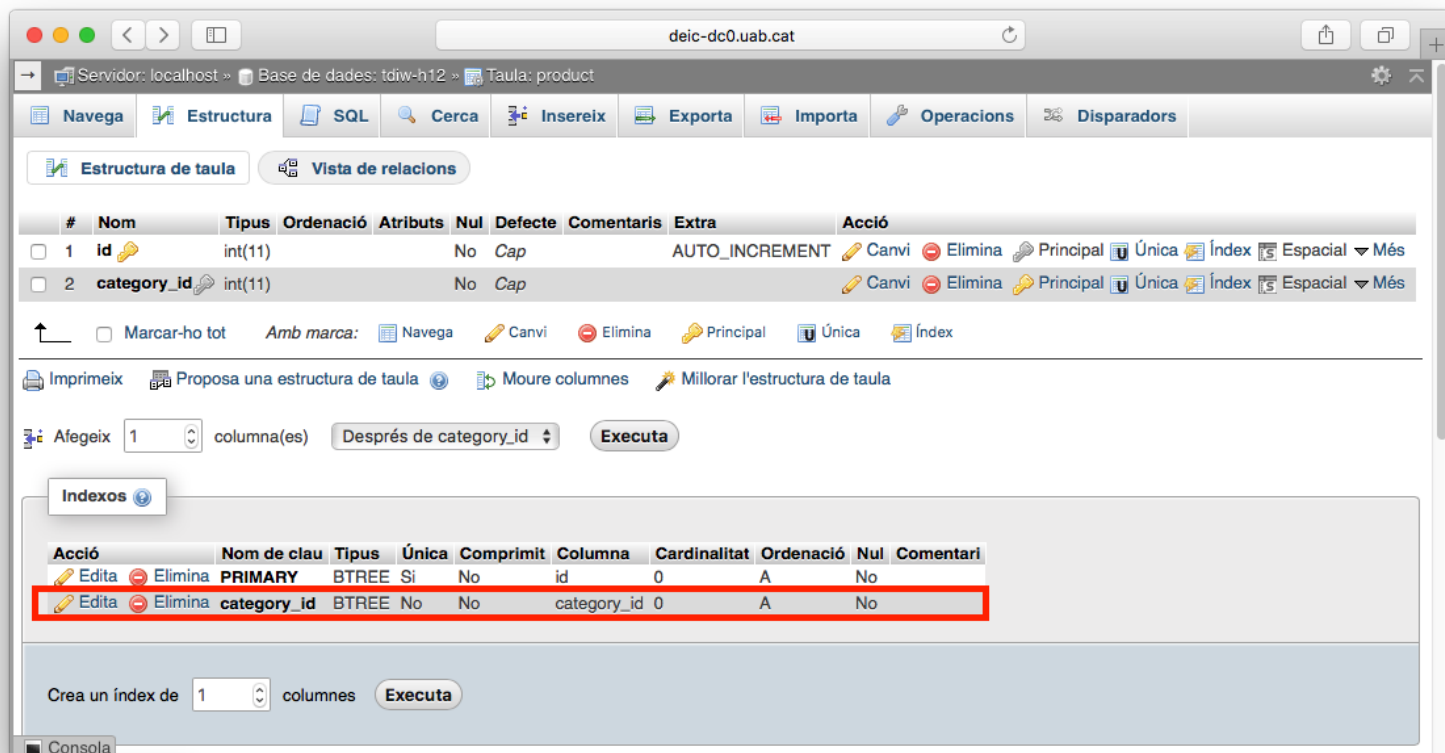 deic-dc0.uab.cat
Servidor: localhost » Base de dades: tdiw-h12 » Taula: product
Navega Estructura SQL Cerca Insereix Exporta Importa Operacions Disparadors
Estructura de taula Vista de relacions
# Nom Tipus Ordenació Atributs Nul Defecte Comentaris Extra Acció
1 id int(11) No Cap AUTO_INCREMENT Canvi Elimina Principal Única Índex Espacial Més
2 category_id int(11) No Cap Canvi Elimina Principal Única Índex Espacial Més
Marcar-ho tot Amb marca: Navega Canvi Elimina Principal Única Índex
Imprimeix Proposa una estructura de taula Moure columnes Millorar l'estructura de taula
Afegeix 1 columna(es) Després de category_id Executa
Indexos
Acció Nom de clau Tipus Única Comprimit Columna Cardinalitat Ordenació Nul Comentari
Edita Elimina PRIMARY BTREE Si No id 0 A No
Edita Elimina category_id BTREE No No category_id 0 A No
Crea un índex de 1 columnes Executa
Consola